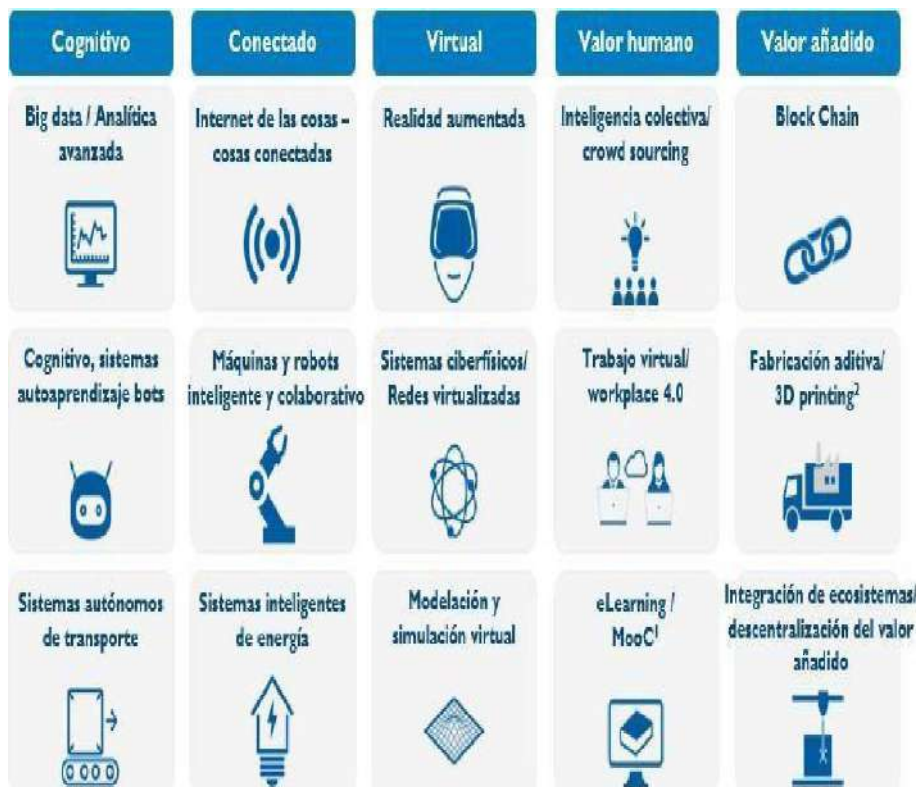 Cognitivo
Conectado
Virtual
Valor humano
Valor añadido
Big data / Analítica
avanzada
Internet de las cosas –
cosas conectadas
Realidad aumentada
Inteligencia colectiva/
crowd sourcing
Block Chain
Cognitivo, sistemas
autoaprendizaje bots
Máquinas y robots
inteligente y colaborativo
Sistemas ciberfísicos/
Redes virtualizadas
Trabajo virtual/
workplace 4.0
Fabricación aditiva/
3D printing²
Sistemas autónomos
de transporte
Sistemas inteligentes
de energía
Modelación y
simulación virtual
eLearning /
MooC¹
Integración de ecosistemas/
descentralización del valor
añadido